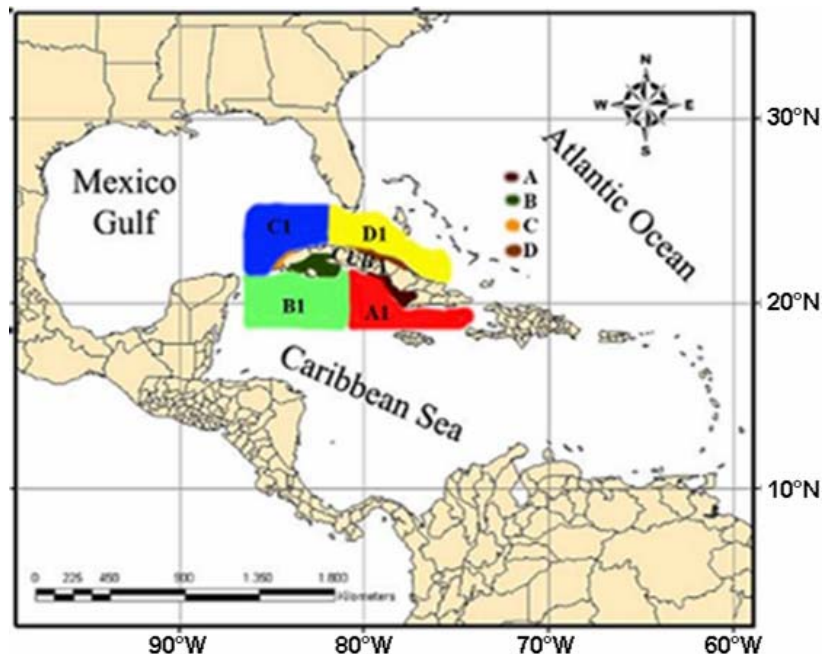 N
W E
S
30°N
Atlantic Ocean
Mexico
Gulf
A
B
C
D
C1
D1
CUBA
20°N
B1
A1
Caribbean Sea
10°N
0 225 450 900 1.350 1.800
Kilometers
90°W 80°W 70°W 60°W